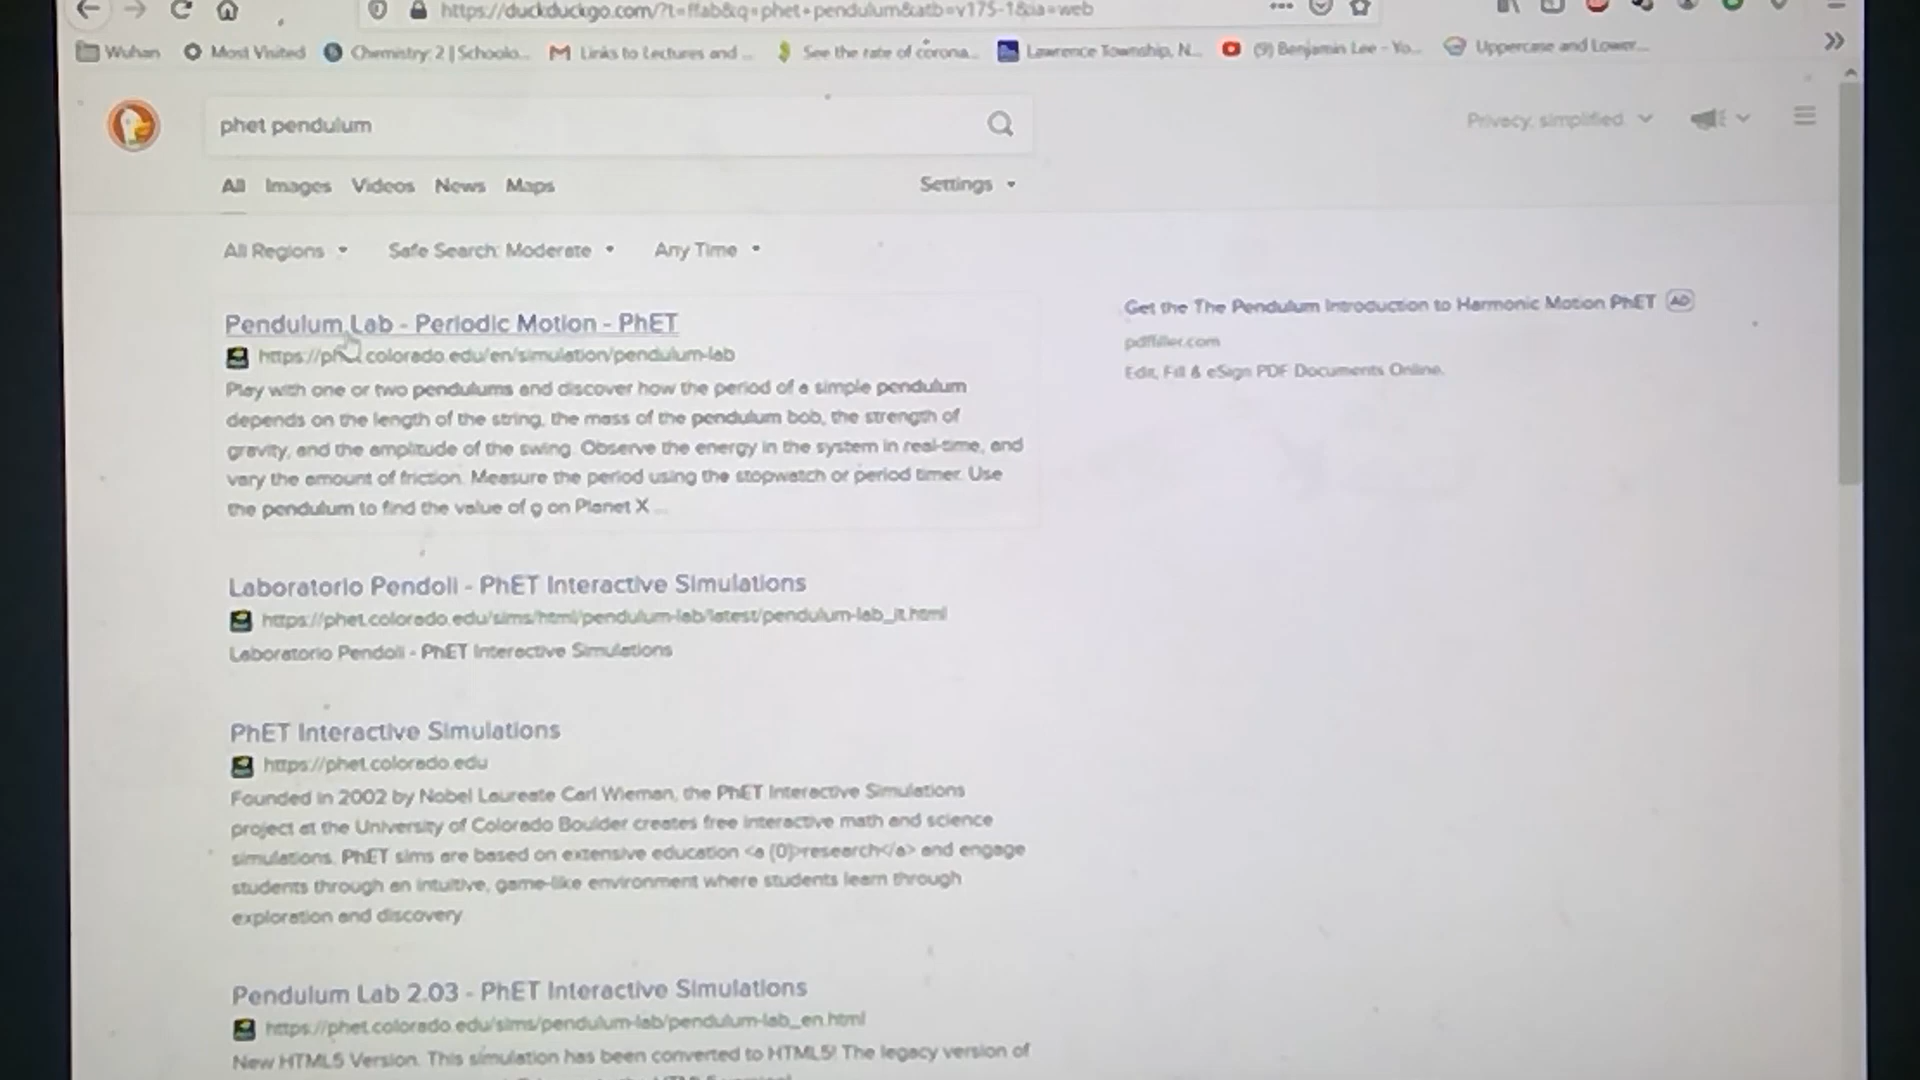 https://duckduckgo.com/?t=ffab&q=phet+pendulum&atb=v175-1&ia=web
Wuhan Most Visited Chemistry 2 | Schoolo... Links to Lectures and ... See the rate of corona... Lawrence Township, N... (9) Benjamin Lee - Yo... Uppercase and Lower...
phet pendulum
Privacy, simplified.
All Images Videos News Maps Settings
All Regions Safe Search: Moderate Any Time
Pendulum Lab - Periodic Motion - PhET
https://ph .colorado.edu/en/simulation/pendulum-lab
Play with one or two pendulums and discover how the period of a simple pendulum
depends on the length of the string, the mass of the pendulum bob, the strength of
gravity, and the amplitude of the swing. Observe the energy in the system in real-time, and
vary the amount of friction. Measure the period using the stopwatch or period timer. Use
the pendulum to find the value of g on Planet X ...
Get the The Pendulum Introduction to Harmonic Motion PhET AD
pdffiller.com
Edit, Fill & eSign PDF Documents Online.
Laboratorio Pendoli - PhET Interactive Simulations
https://phet.colorado.edu/sims/html/pendulum-lab/latest/pendulum-lab_it.html
Laboratorio Pendoli - PhET Interactive Simulations
PhET Interactive Simulations
https://phet.colorado.edu
Founded in 2002 by Nobel Laureate Carl Wieman, the PhET Interactive Simulations
project at the University of Colorado Boulder creates free interactive math and science
simulations. PhET sims are based on extensive education <a {0}>research</a> and engage
students through an intuitive, game-like environment where students learn through
exploration and discovery
Pendulum Lab 2.03 - PhET Interactive Simulations
https://phet.colorado.edu/sims/pendulum-lab/pendulum-lab_en.html
New HTML5 Version. This simulation has been converted to HTML5! The legacy version of